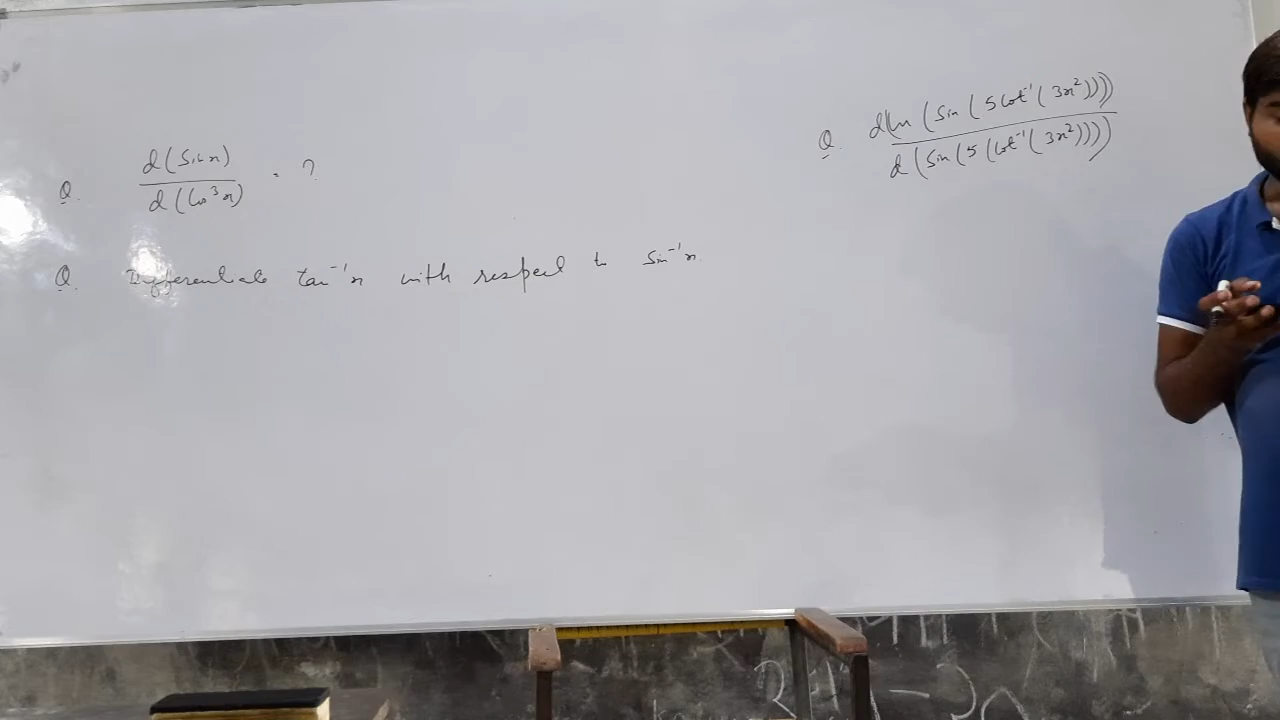 Q. d(Sinx) / d(Cos³x) = ?
Q. Differentiate tan⁻¹x with respect to Sin⁻¹x.
Q. d(ln(Sin(5Cot⁻¹(3x²)))) / d(Sin(5(Cot⁻¹(3x²))))